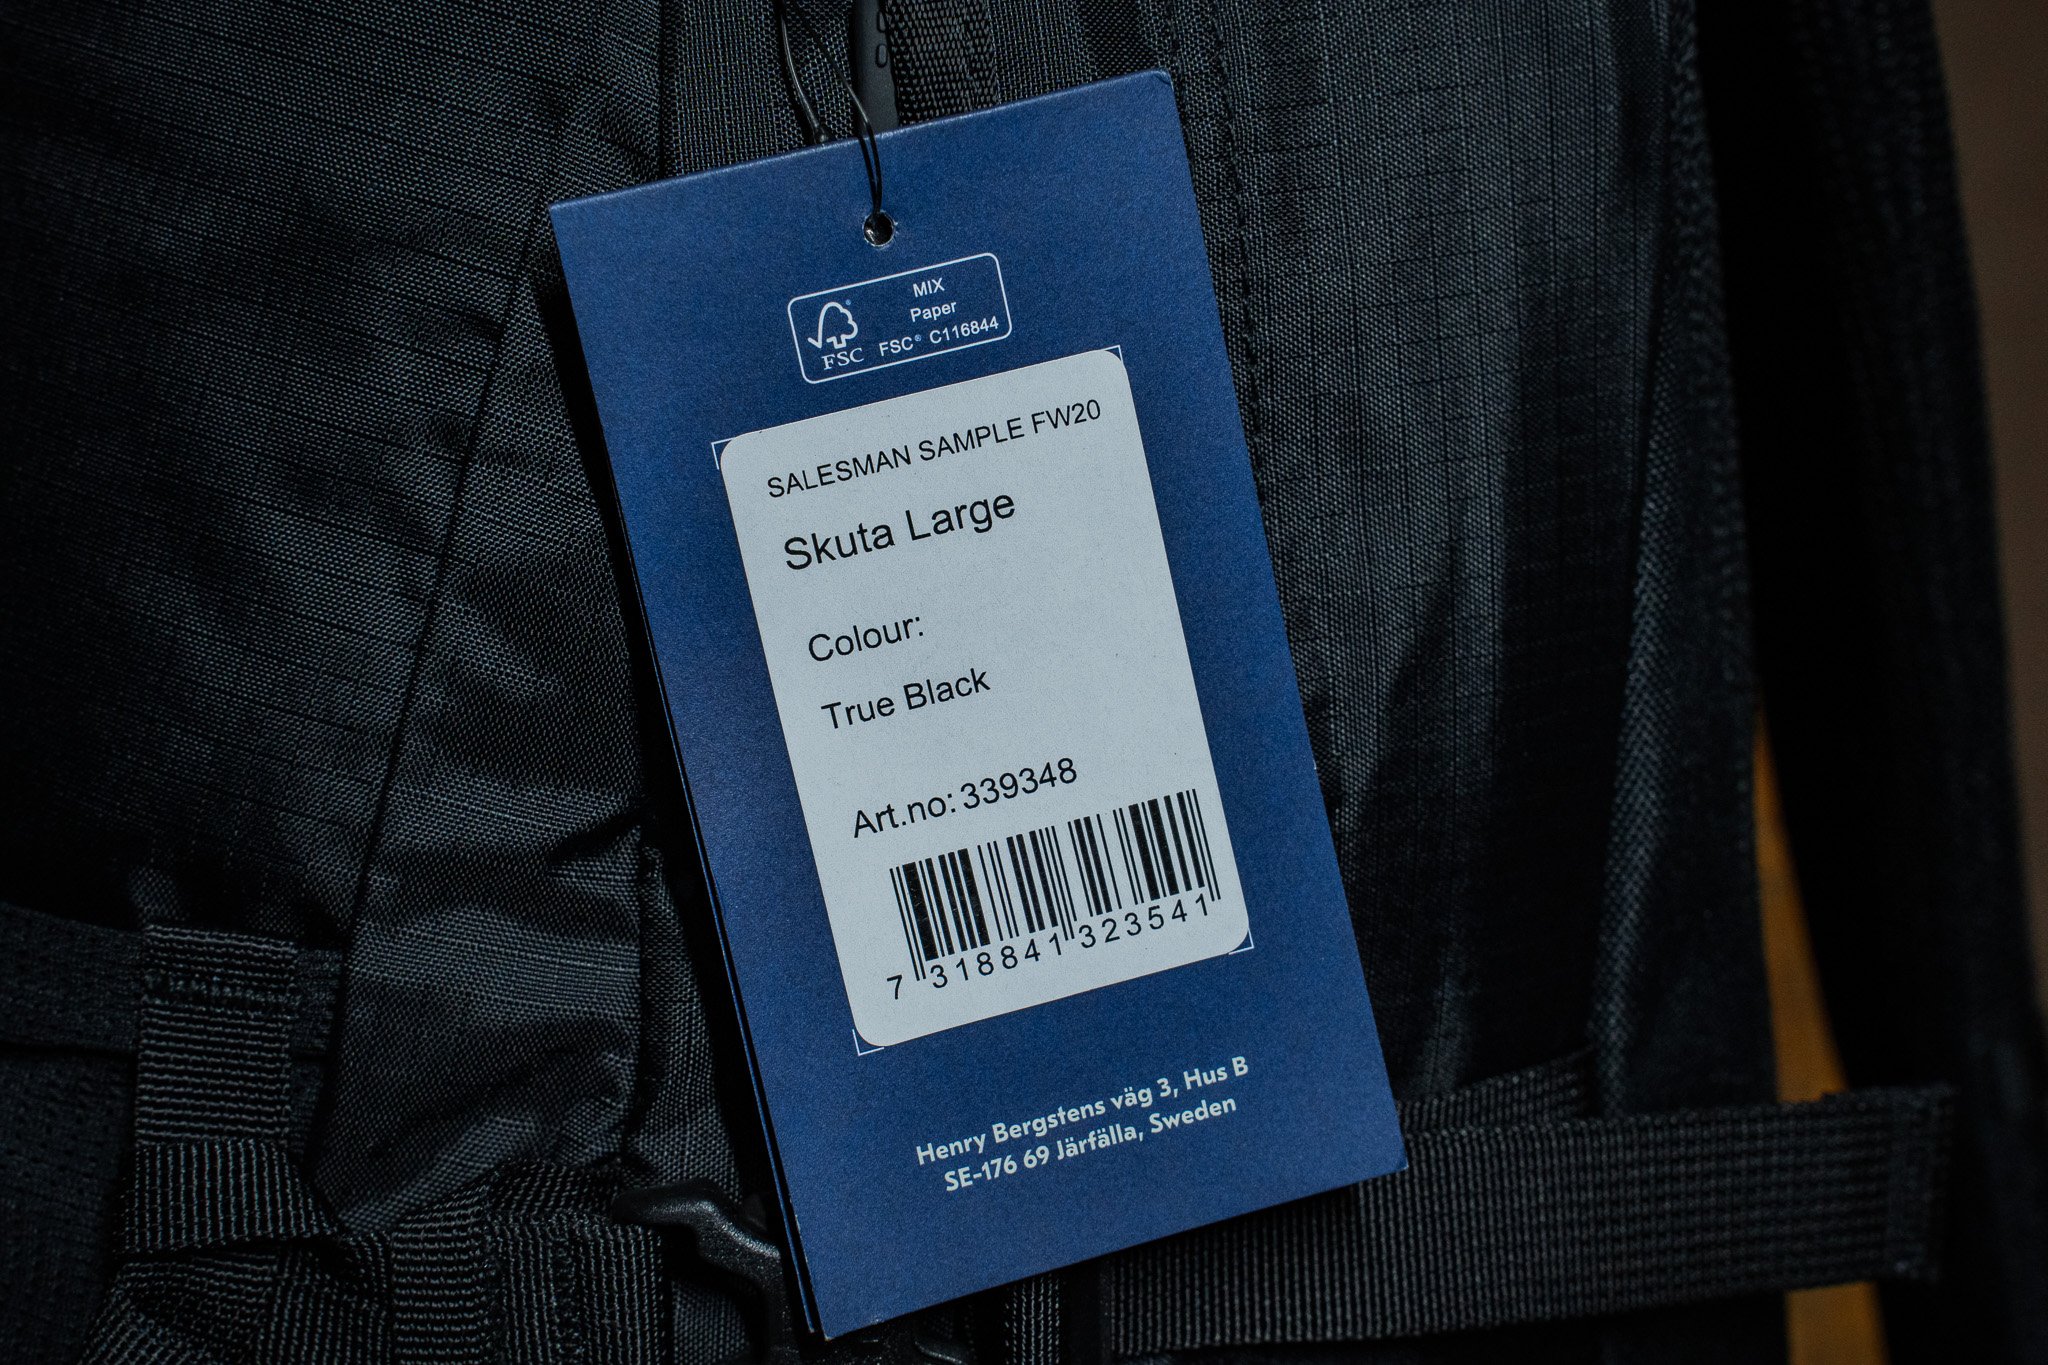 MIX
Paper
FSC® C116844
FSC
SALESMAN SAMPLE FW20
Skuta Large
Colour:
True Black
Art.no: 339348
7 318841 323541
Henry Bergstens väg 3, Hus B
SE-176 69 Järfälla, Sweden